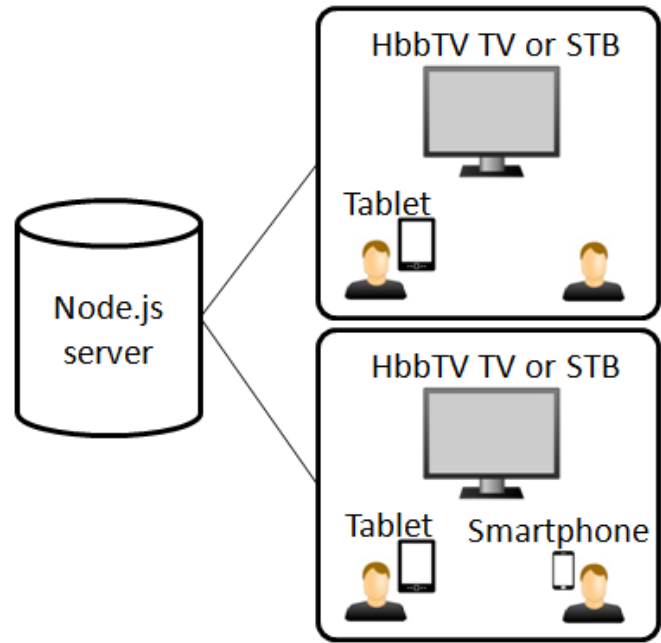 HbbTV TV or STB
Tablet
Node.js
server
HbbTV TV or STB
Tablet
Smartphone